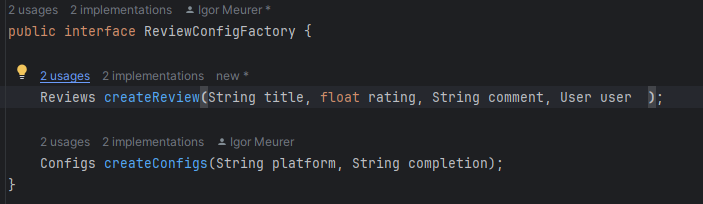 2 usages 2 implementations Igor Meurer *
public interface ReviewConfigFactory {
2 usages 2 implementations new *
Reviews createReview(String title, float rating, String comment, User user );
2 usages 2 implementations Igor Meurer
Configs createConfigs(String platform, String completion);
}